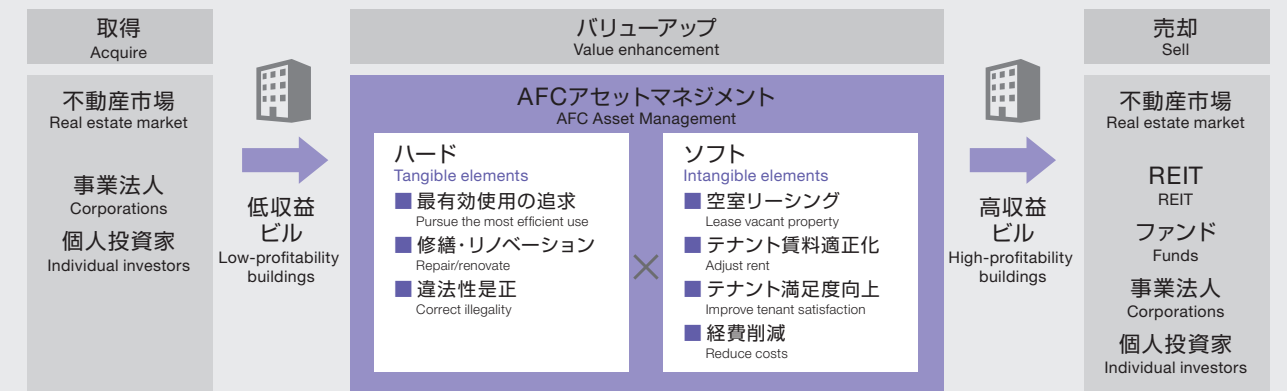 取得
Acquire
不動産市場
Real estate market
事業法人
Corporations
個人投資家
Individual investors
低収益
ビル
Low-profitability
buildings
バリューアップ
Value enhancement
AFCアセットマネジメント
AFC Asset Management
ハード
Tangible elements
■ 最有効使用の追求
Pursue the most efficient use
■ 修繕・リノベーション
Repair/renovate
■ 違法性是正
Correct illegality
×
ソフト
Intangible elements
■ 空室リーシング
Lease vacant property
■ テナント賃料適正化
Adjust rent
■ テナント満足度向上
Improve tenant satisfaction
■ 経費削減
Reduce costs
高収益
ビル
High-profitability
buildings
売却
Sell
不動産市場
Real estate market
REIT
REIT
ファンド
Funds
事業法人
Corporations
個人投資家
Individual investors